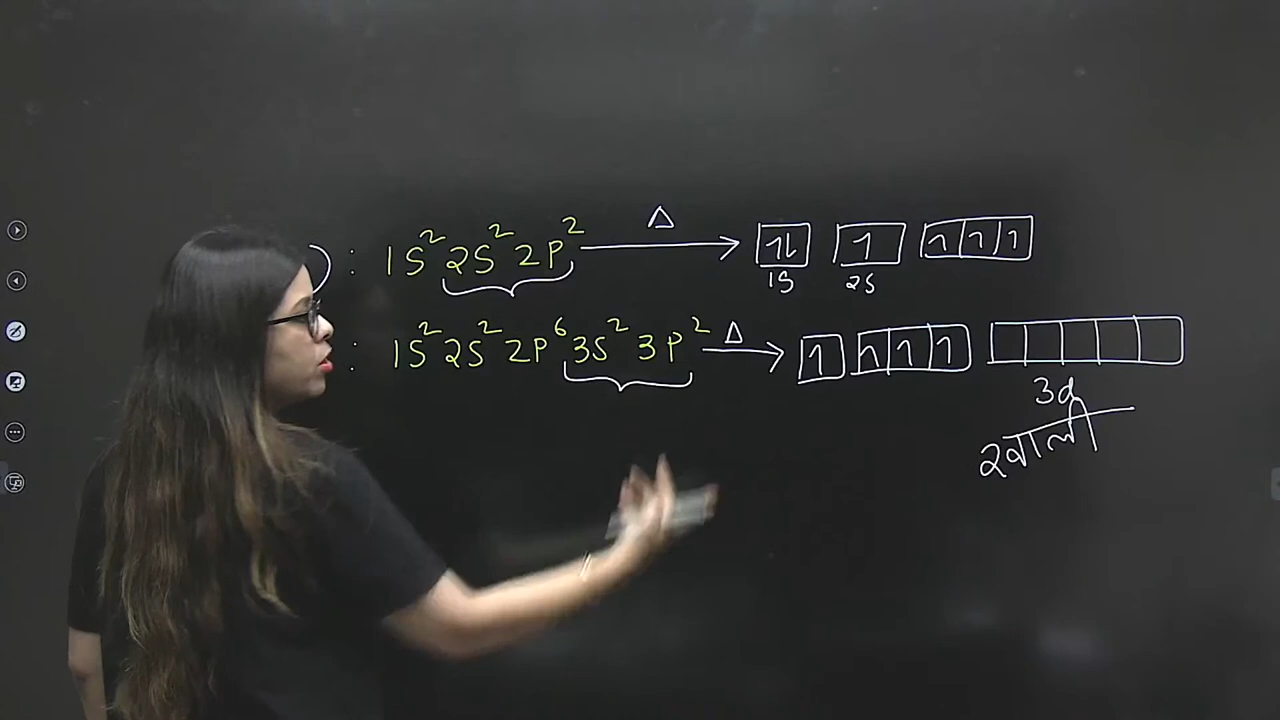 ) : 1S² 2S² 2P² Δ → 1S 2S
: 1S² 2S² 2P⁶ 3S² 3P² Δ →
3d
खाली